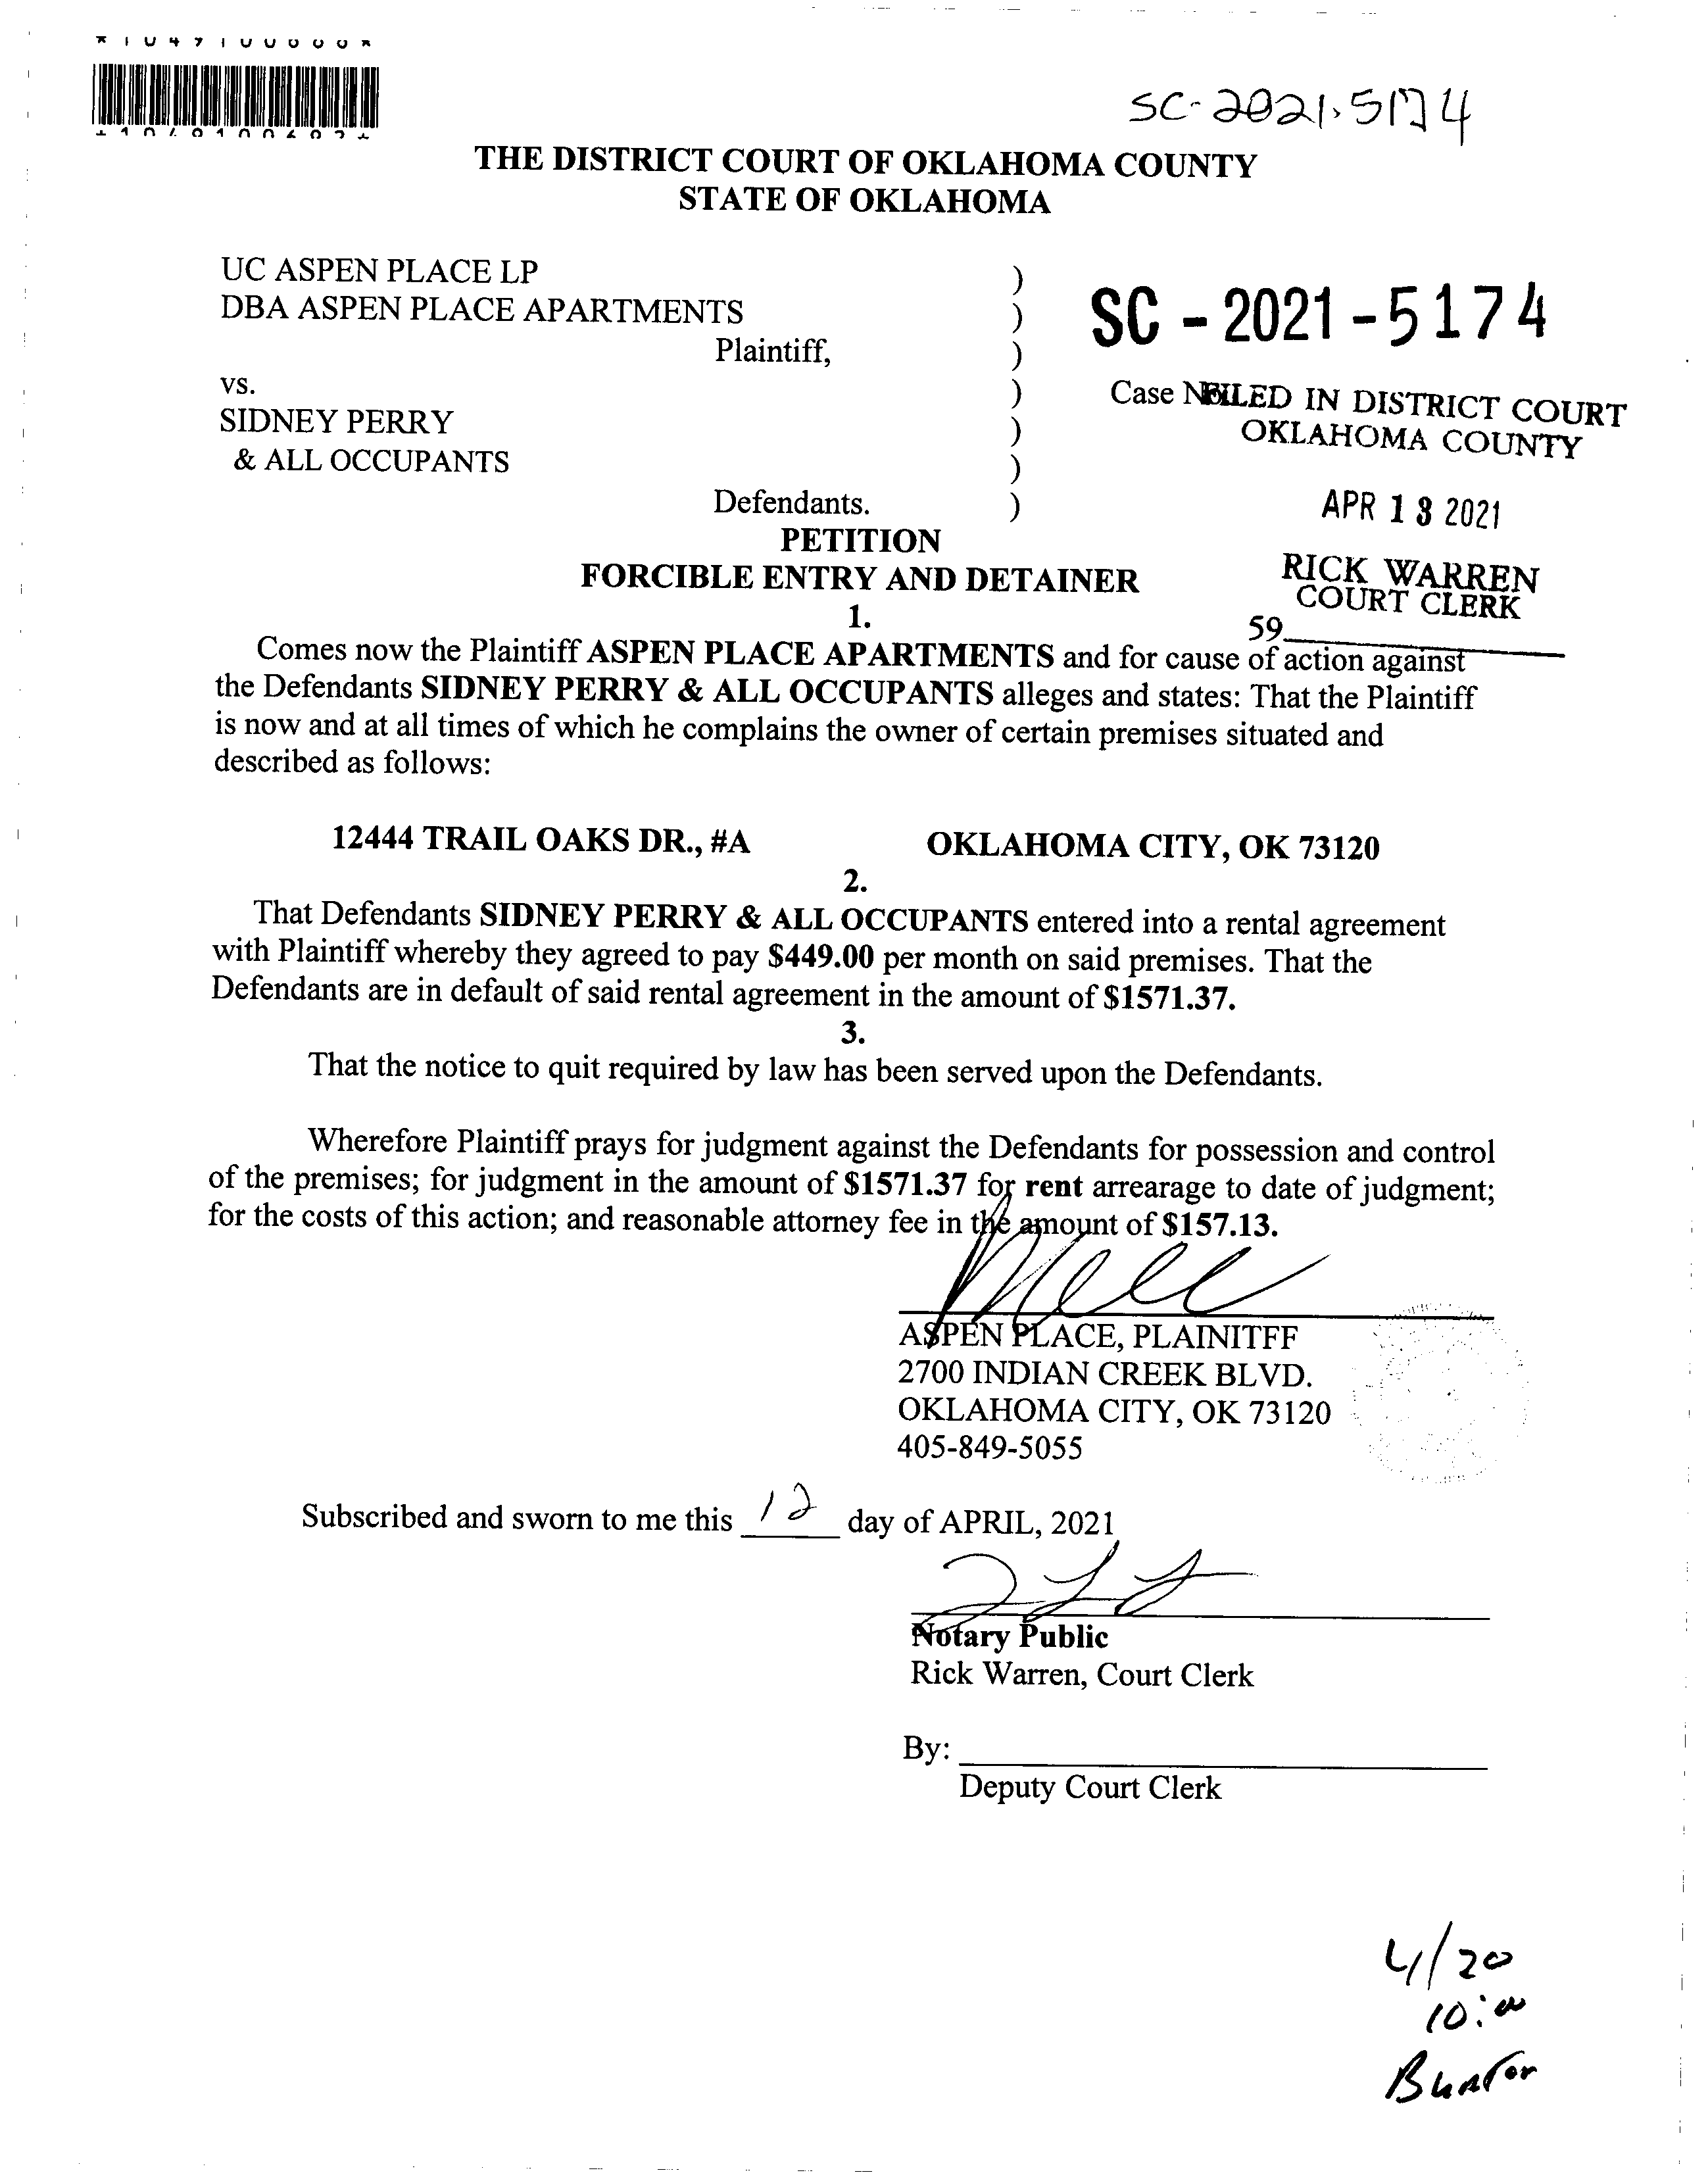 SC-2021-5174
THE DISTRICT COURT OF OKLAHOMA COUNTY
STATE OF OKLAHOMA
UC ASPEN PLACE LP )
DBA ASPEN PLACE APARTMENTS )
Plaintiff, )
vs. )
SIDNEY PERRY )
& ALL OCCUPANTS )
Defendants. )
SC - 2021 - 5174
Case No
FILED IN DISTRICT COURT
OKLAHOMA COUNTY
APR 13 2021
RICK WARREN
COURT CLERK
59
PETITION
FORCIBLE ENTRY AND DETAINER
1.
Comes now the Plaintiff ASPEN PLACE APARTMENTS and for cause of action against
the Defendants SIDNEY PERRY & ALL OCCUPANTS alleges and states: That the Plaintiff
is now and at all times of which he complains the owner of certain premises situated and
described as follows:
12444 TRAIL OAKS DR., #A OKLAHOMA CITY, OK 73120
2.
That Defendants SIDNEY PERRY & ALL OCCUPANTS entered into a rental agreement
with Plaintiff whereby they agreed to pay $449.00 per month on said premises. That the
Defendants are in default of said rental agreement in the amount of $1571.37.
3.
That the notice to quit required by law has been served upon the Defendants.
Wherefore Plaintiff prays for judgment against the Defendants for possession and control
of the premises; for judgment in the amount of $1571.37 for rent arrearage to date of judgment;
for the costs of this action; and reasonable attorney fee in the amount of $157.13.
ASPEN PLACE, PLAINITFF
2700 INDIAN CREEK BLVD.
OKLAHOMA CITY, OK 73120
405-849-5055
Subscribed and sworn to me this 12 day of APRIL, 2021
Notary Public
Rick Warren, Court Clerk
By:
Deputy Court Clerk
4/20
10:00